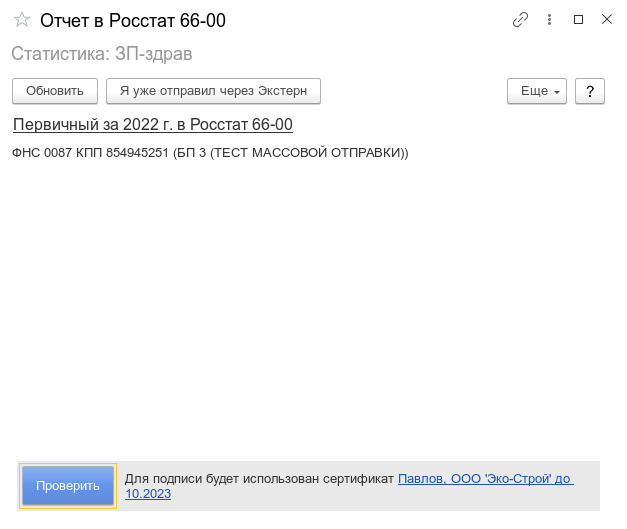 Отчет в Росстат 66-00
Статистика: ЗП-здрав
Обновить
Я уже отправил через Экстерн
Еще
?
Первичный за 2022 г. в Росстат 66-00
ФНС 0087 КПП 854945251 (БП 3 (ТЕСТ МАССОВОЙ ОТПРАВКИ))
Проверить
Для подписи будет использован сертификат Павлов, ООО 'Эко-Строй' до
10.2023